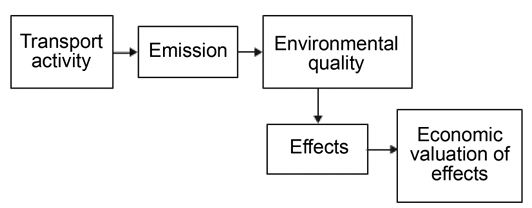 Transport
activity
Emission
Environmental
quality
Effects
Economic
valuation of
effects